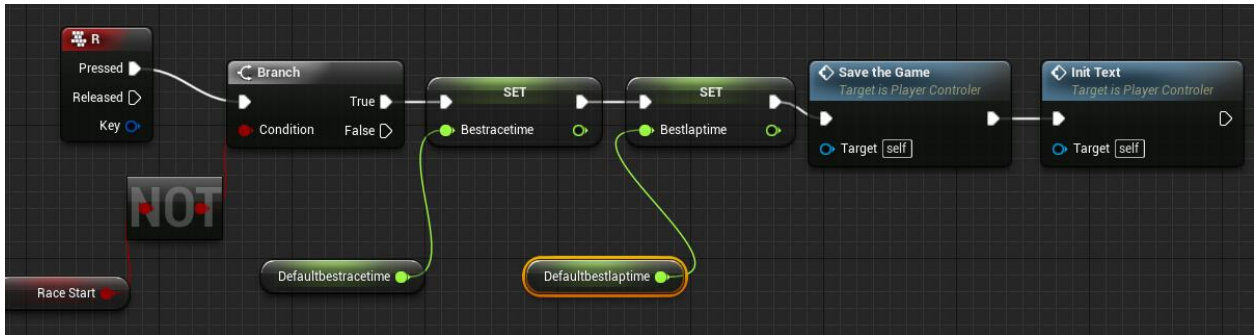 R
Pressed
Released
Key
Branch
True
Condition
False
SET
Bestracetime
SET
Bestlaptime
Save the Game
Target is Player Controler
Target self
Init Text
Target is Player Controler
Target self
NOT
Race Start
Defaultbestracetime
Defaultbestlaptime